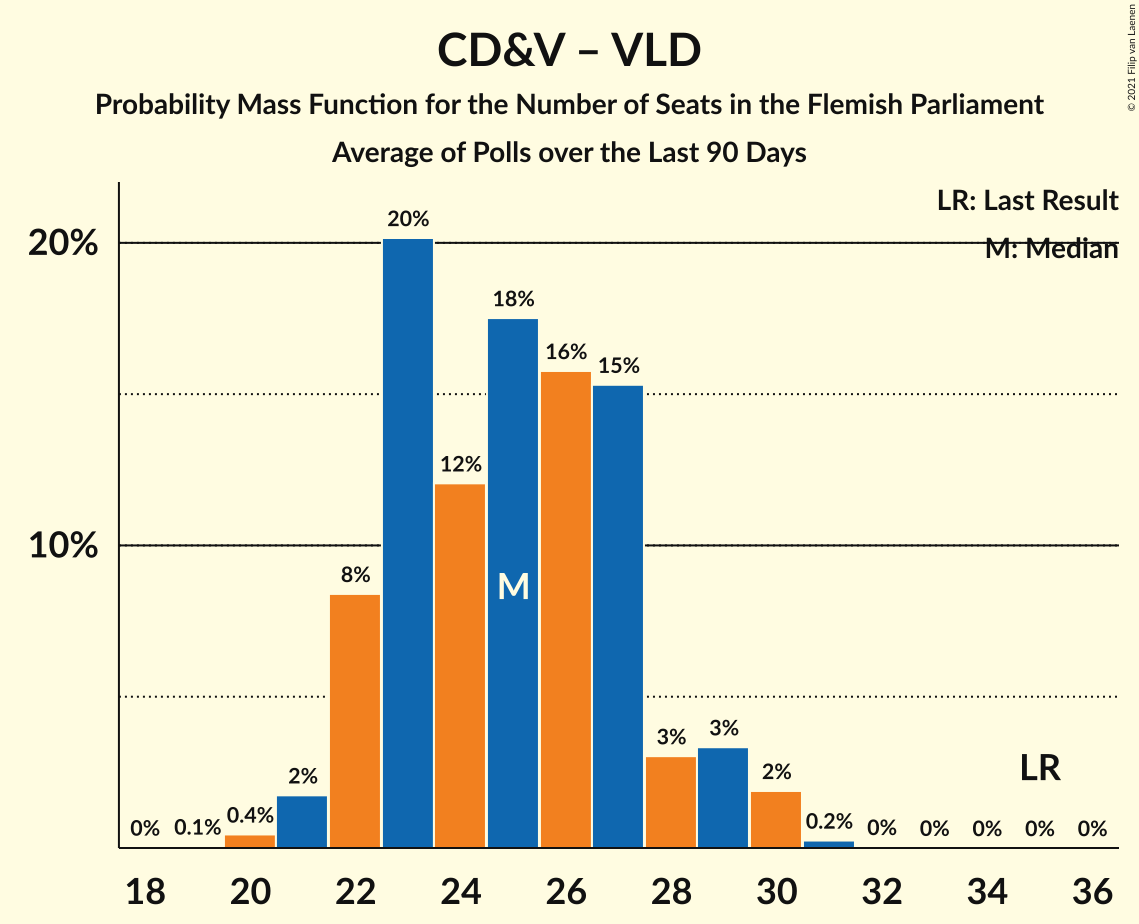 CD&V – VLD
Probability Mass Function for the Number of Seats in the Flemish Parliament
Average of Polls over the Last 90 Days
© 2021 Filip van Laenen
LR: Last Result
M: Median
20%
10%
0% 0.1% 0.4% 2% 8% 20% 12% 18% 16% 15% 3% 3% 2% 0.2% 0% 0% 0% 0% 0%
M
LR
18 20 22 24 26 28 30 32 34 36